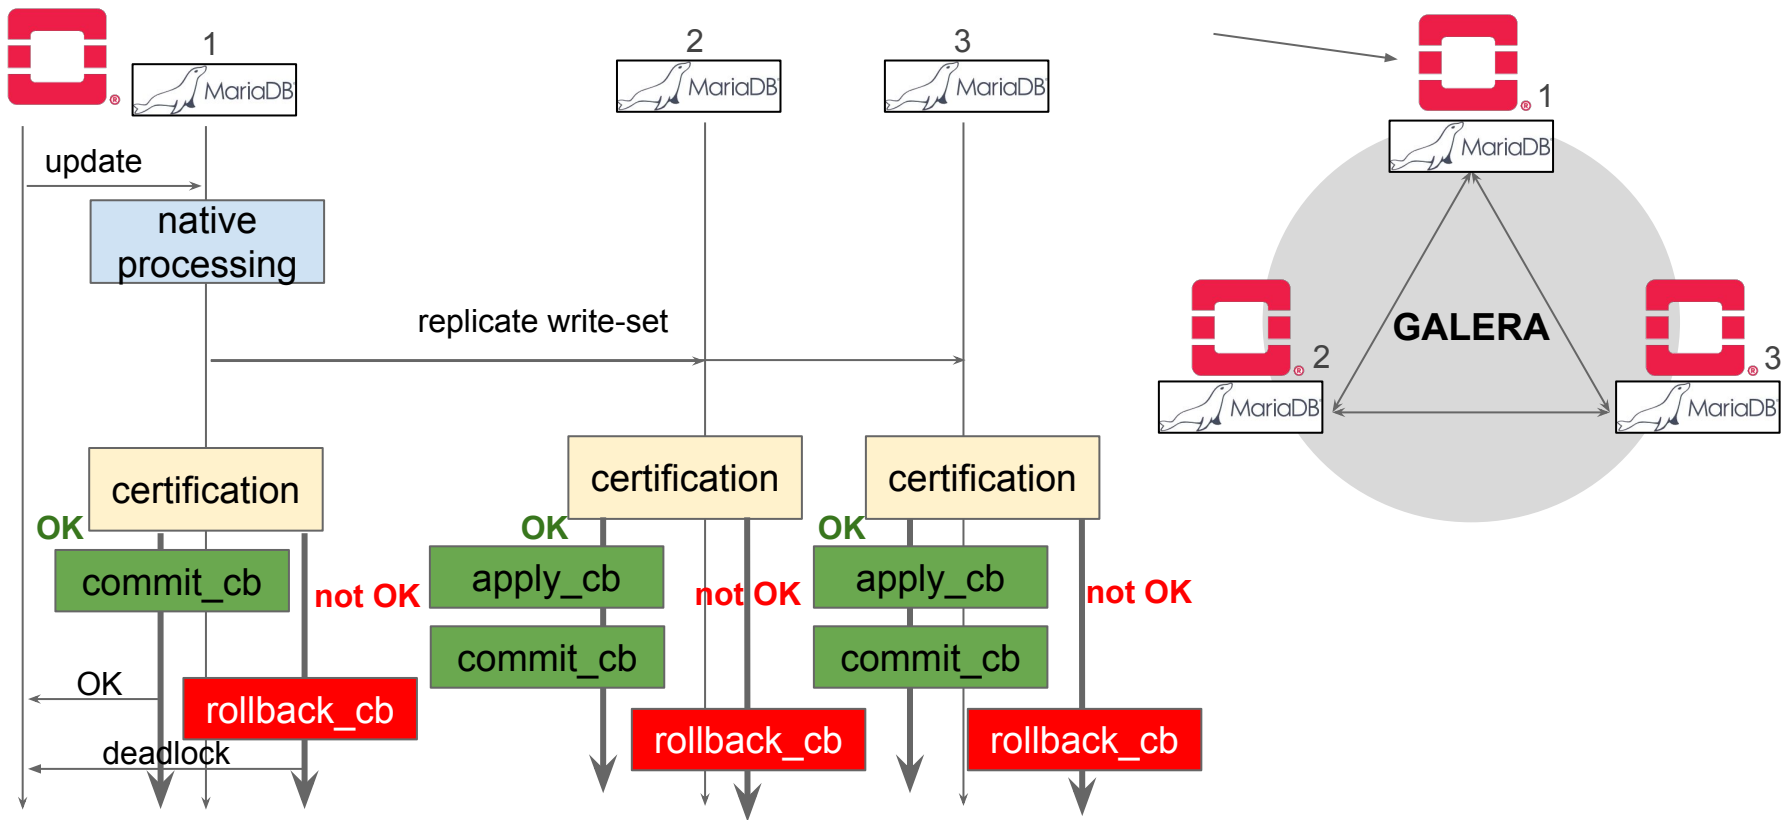 1
2
3
®
MariaDB
MariaDB
MariaDB
update
native
processing
replicate write-set
certification
certification
certification
OK
OK
OK
commit_cb
apply_cb
apply_cb
not OK
not OK
not OK
commit_cb
commit_cb
OK
rollback_cb
rollback_cb
rollback_cb
deadlock
® 1
MariaDB
GALERA
® 2
MariaDB
® 3
MariaDB